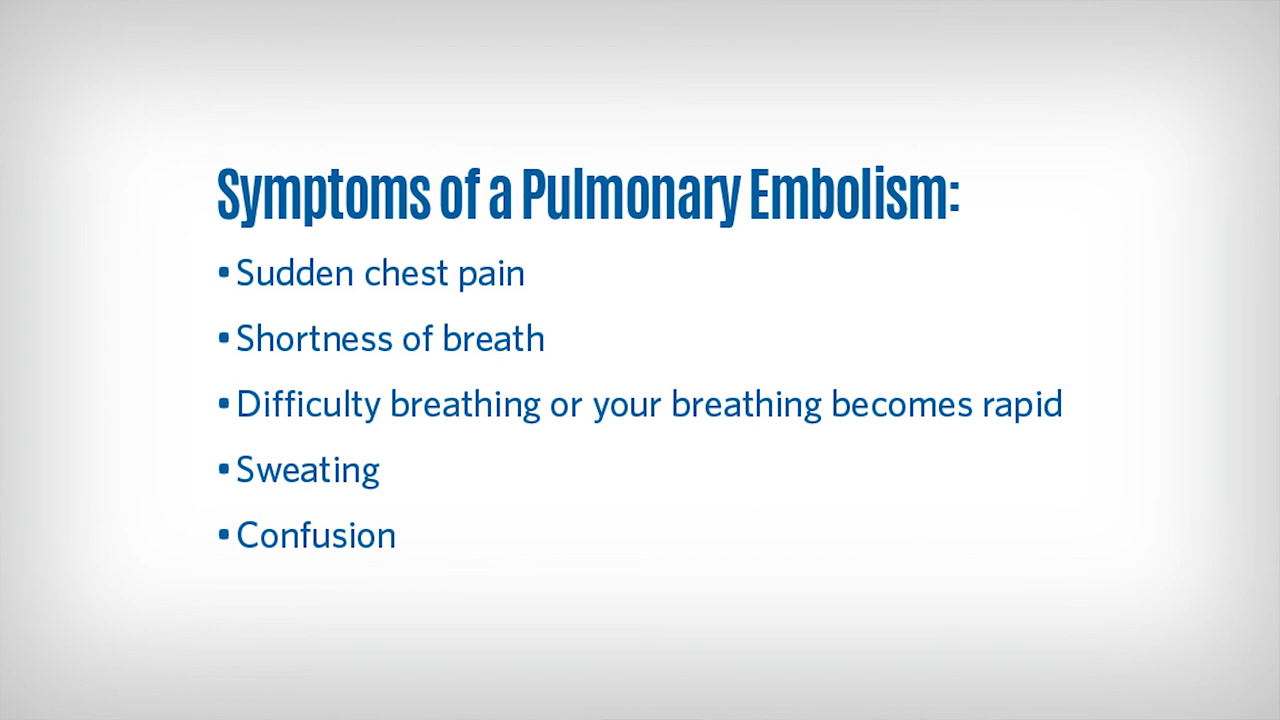 Symptoms of a Pulmonary Embolism:
• Sudden chest pain
• Shortness of breath
• Difficulty breathing or your breathing becomes rapid
• Sweating
• Confusion